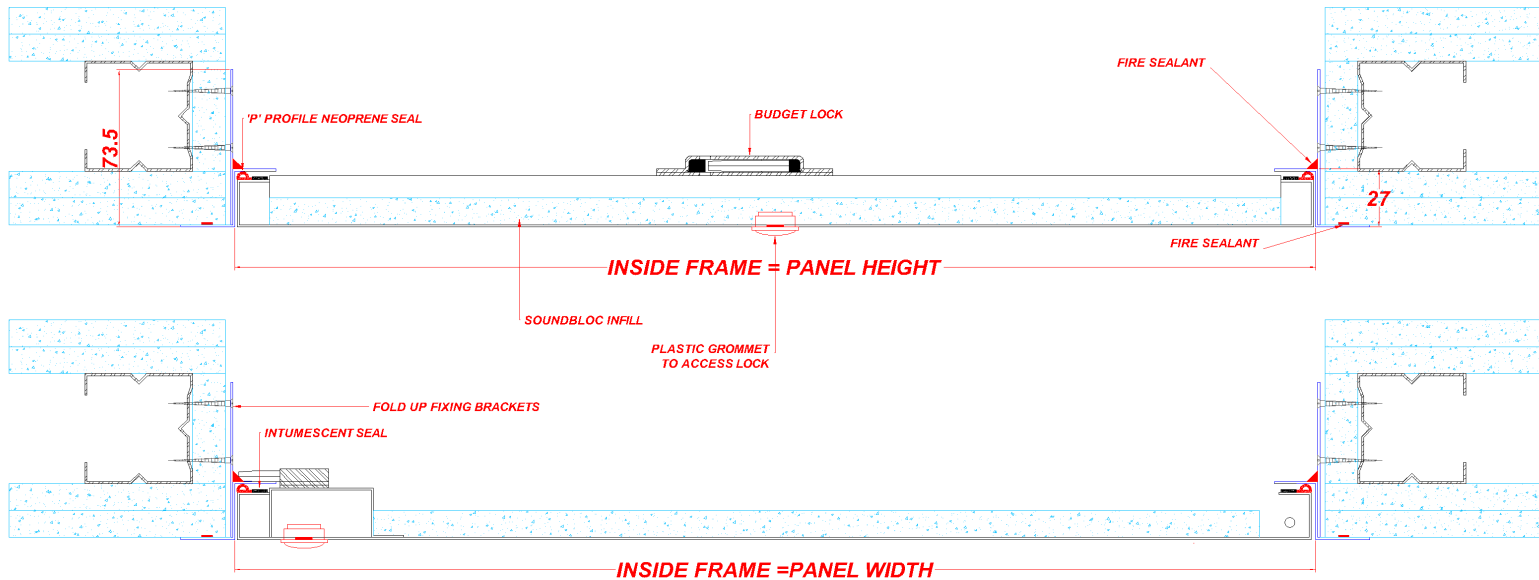 FIRE SEALANT
BUDGET LOCK
'P' PROFILE NEOPRENE SEAL
73.5
27
FIRE SEALANT
INSIDE FRAME = PANEL HEIGHT
SOUNDBLOC INFILL
PLASTIC GROMMET
TO ACCESS LOCK
FOLD UP FIXING BRACKETS
INTUMESCENT SEAL
INSIDE FRAME =PANEL WIDTH